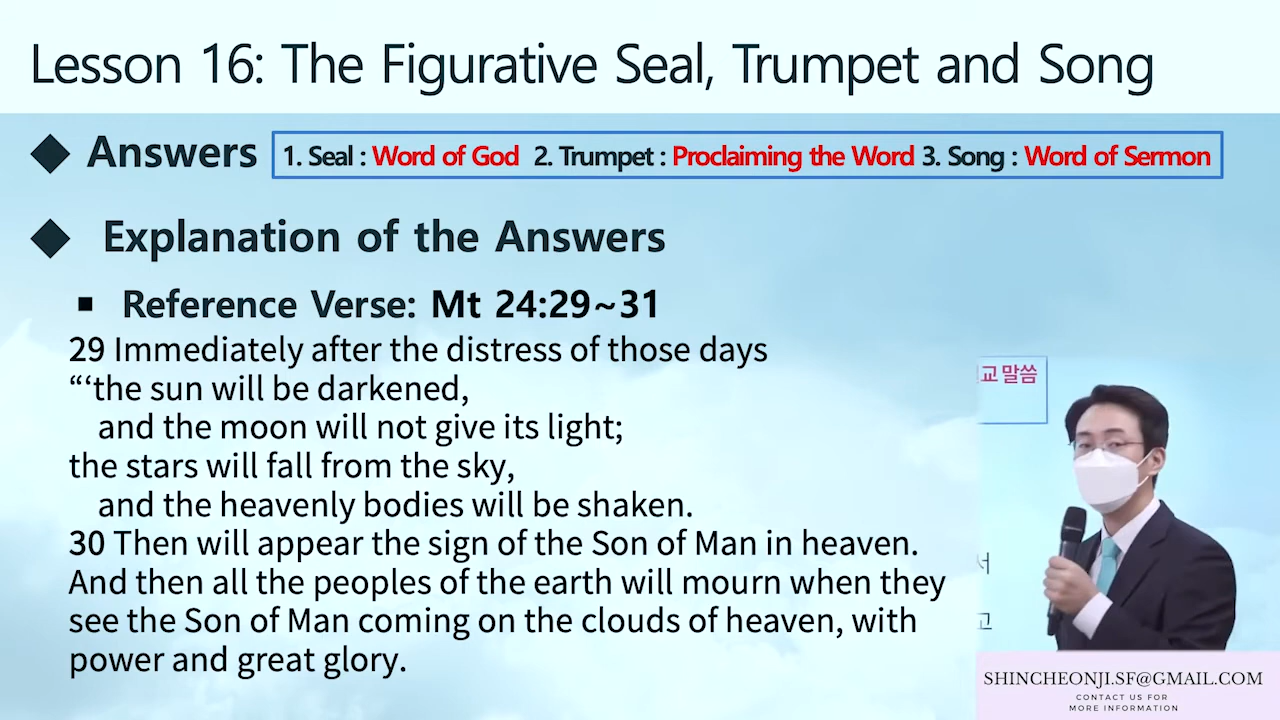 Lesson 16: The Figurative Seal, Trumpet and Song
◆ Answers 1. Seal : Word of God 2. Trumpet : Proclaiming the Word 3. Song : Word of Sermon
◆ Explanation of the Answers
▪ Reference Verse: Mt 24:29~31
29 Immediately after the distress of those days
“‘the sun will be darkened,
and the moon will not give its light;
the stars will fall from the sky,
and the heavenly bodies will be shaken.
30 Then will appear the sign of the Son of Man in heaven.
And then all the peoples of the earth will mourn when they
see the Son of Man coming on the clouds of heaven, with
power and great glory.
교 말씀
서
고
SHINCHEONJI.SF@GMAIL.COM
CONTACT US FOR
MORE INFORMATION